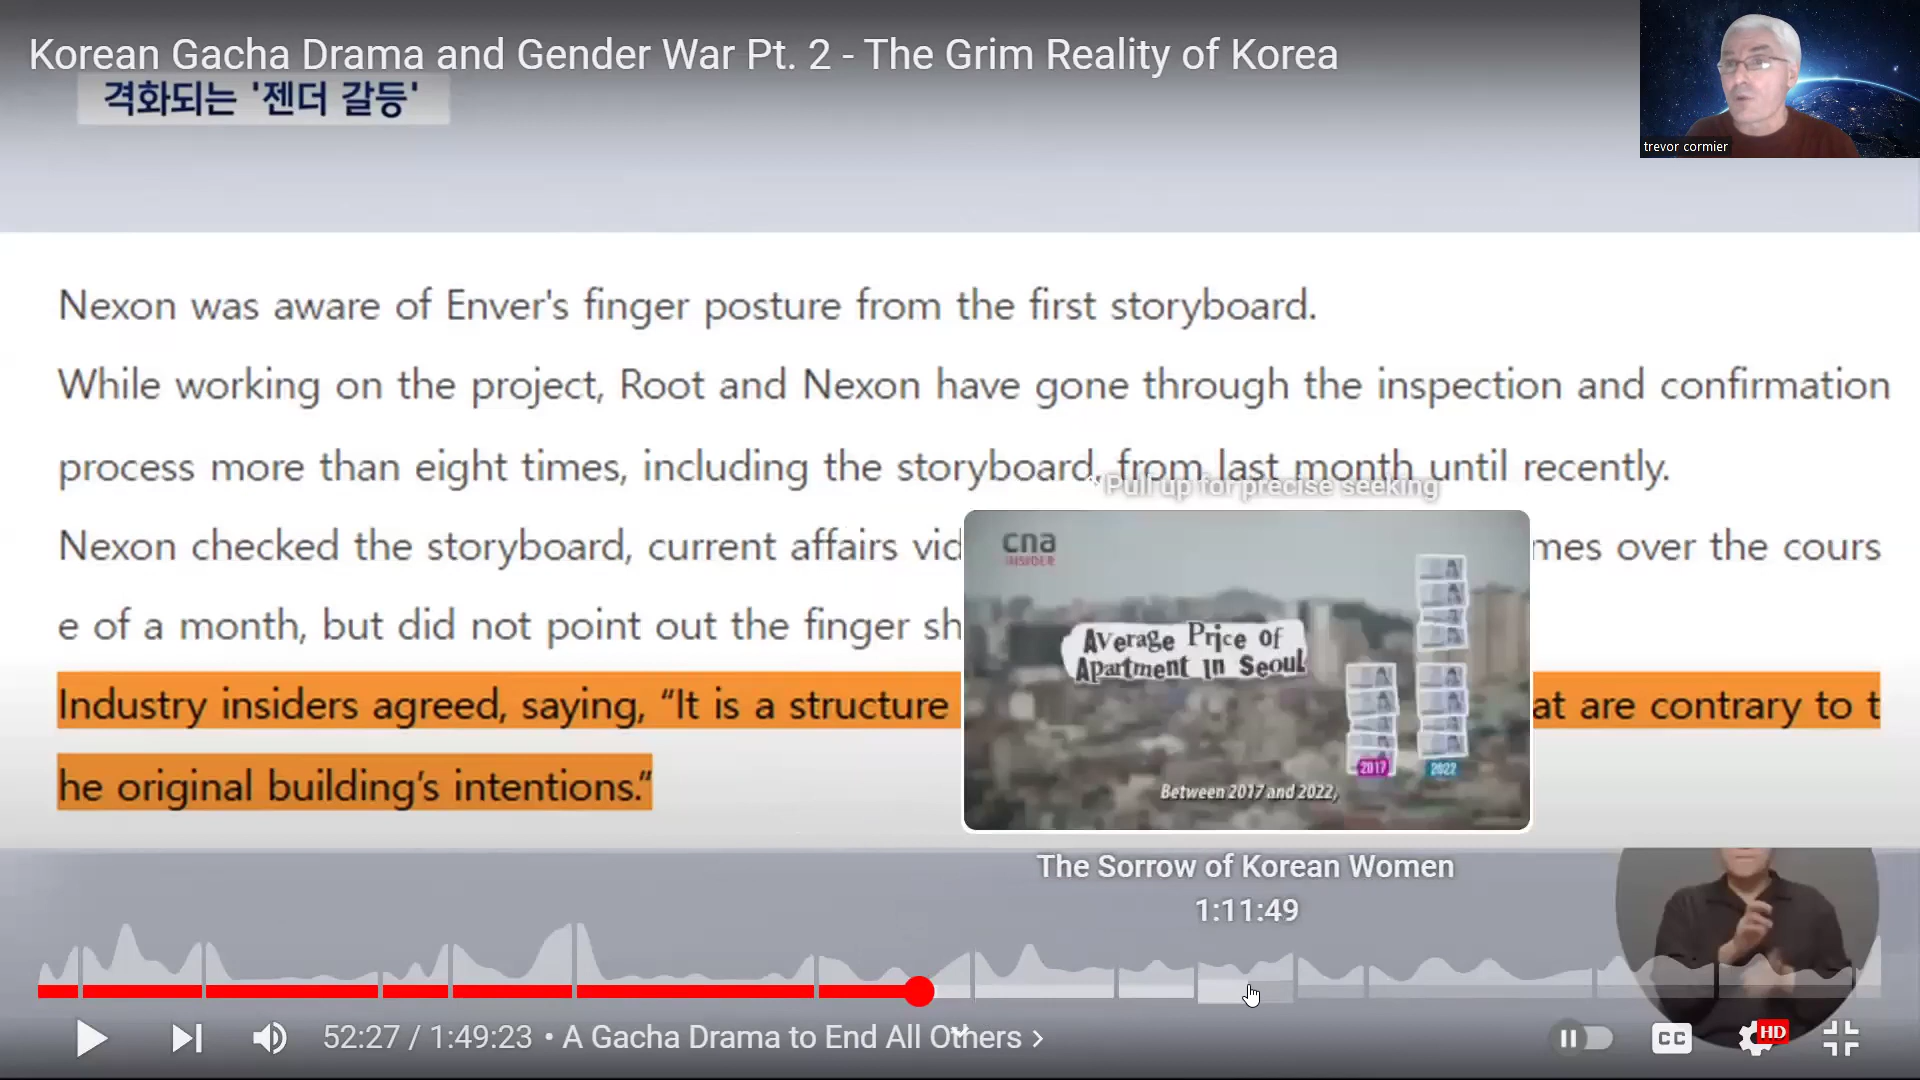 Korean Gacha Drama and Gender War Pt. 2 - The Grim Reality of Korea
격화되는 '젠더 갈등'
trevor cormier
Nexon was aware of Enver's finger posture from the first storyboard.
While working on the project, Root and Nexon have gone through the inspection and confirmation
process more than eight times, including the storyboard, from last month until recently.
Pull up for precise seeking
Nexon checked the storyboard, current affairs vid
mes over the cours
e of a month, but did not point out the finger sh
Industry insiders agreed, saying, “It is a structure
at are contrary to t
he original building’s intentions.”
cna
INSIDER
Average Price of
Apartment in Seoul
2017
2022
Between 2017 and 2022,
The Sorrow of Korean Women
1:11:49
52:27 / 1:49:23 • A Gacha Drama to End All Others >
CC
HD